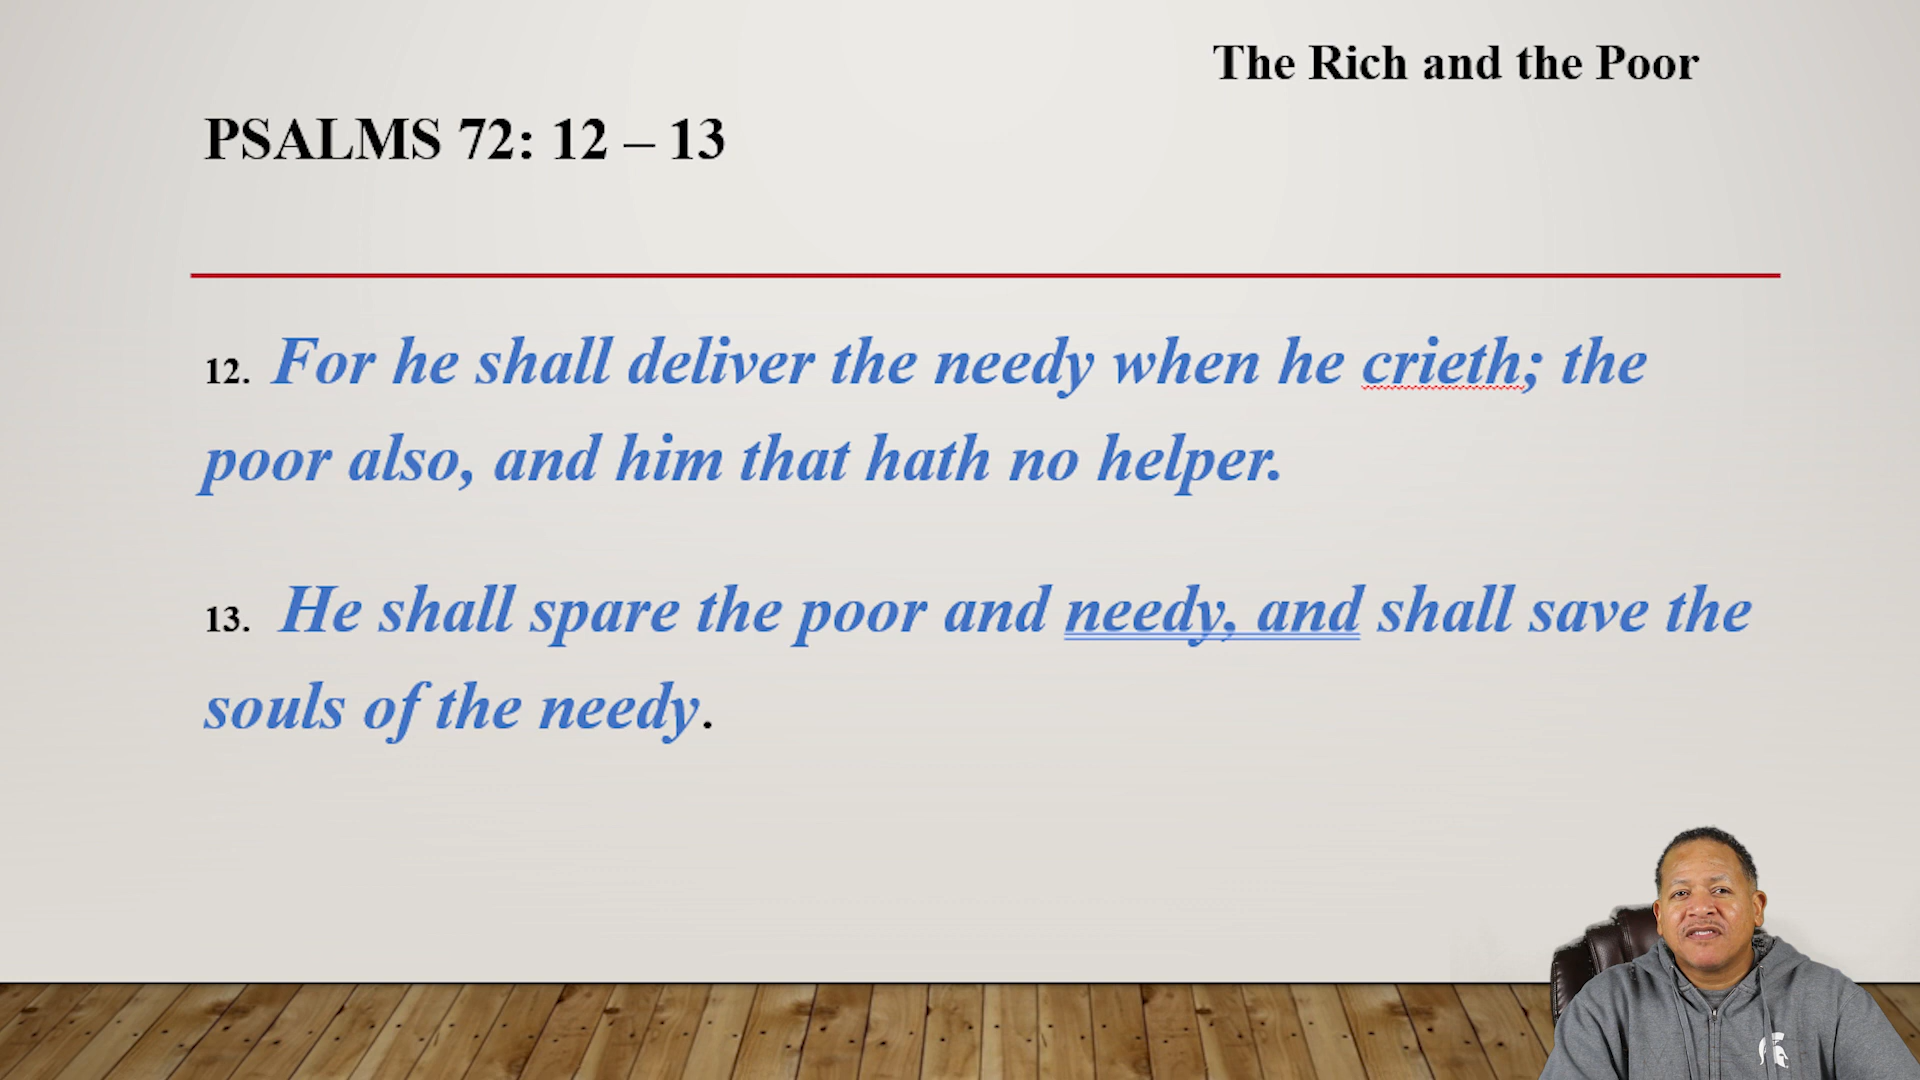 The Rich and the Poor
PSALMS 72: 12 – 13
12. For he shall deliver the needy when he crieth; the
poor also, and him that hath no helper.
13. He shall spare the poor and needy, and shall save the
souls of the needy.